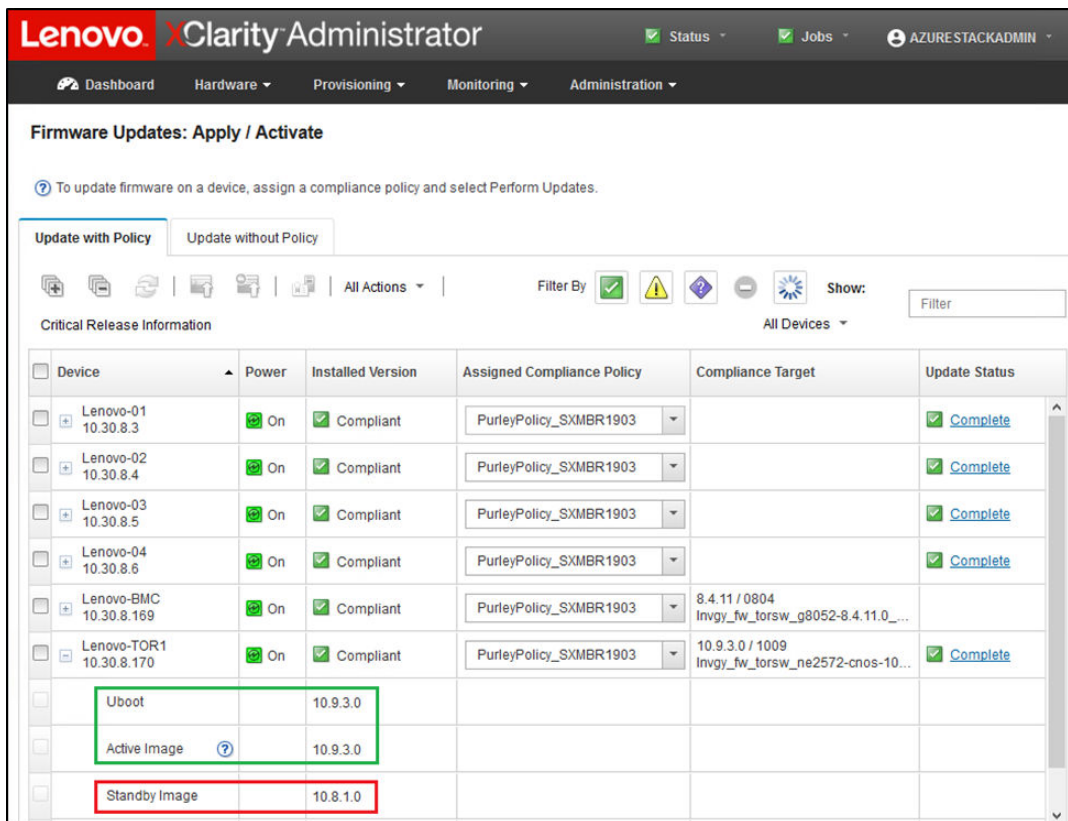 Lenovo. XClarity Administrator Status Jobs AZURESTACKADMIN
Dashboard Hardware Provisioning Monitoring Administration
Firmware Updates: Apply / Activate
? To update firmware on a device, assign a compliance policy and select Perform Updates.
Update with Policy Update without Policy
All Actions Filter By ! ? Show: Filter
Critical Release Information All Devices
Device Power Installed Version Assigned Compliance Policy Compliance Target Update Status
Lenovo-01
10.30.8.3 On Compliant PurleyPolicy_SXMBR1903 Complete
Lenovo-02
10.30.8.4 On Compliant PurleyPolicy_SXMBR1903 Complete
Lenovo-03
10.30.8.5 On Compliant PurleyPolicy_SXMBR1903 Complete
Lenovo-04
10.30.8.6 On Compliant PurleyPolicy_SXMBR1903 Complete
Lenovo-BMC 8.4.11 / 0804
10.30.8.169 On Compliant PurleyPolicy_SXMBR1903 lnvgy_fw_torsw_g8052-8.4.11.0_...
Lenovo-TOR1 10.9.3.0 / 1009
10.30.8.170 On Compliant PurleyPolicy_SXMBR1903 lnvgy_fw_torsw_ne2572-cnos-10... Complete
Uboot 10.9.3.0
Active Image ? 10.9.3.0
Standby Image 10.8.1.0